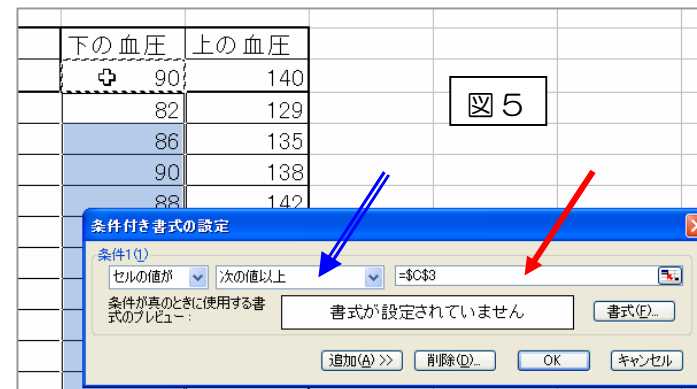 下の血圧 上の血圧
90 140
82 129
図５
86 135
90 138
88 142
条件付き書式の設定
条件1(1)
セルの値が 次の値以上 =$C$3
条件が真のときに使用する書
式のプレビュー：
書式が設定されていません
書式(F)...
追加(A) >> 削除(D)... OK キャンセル